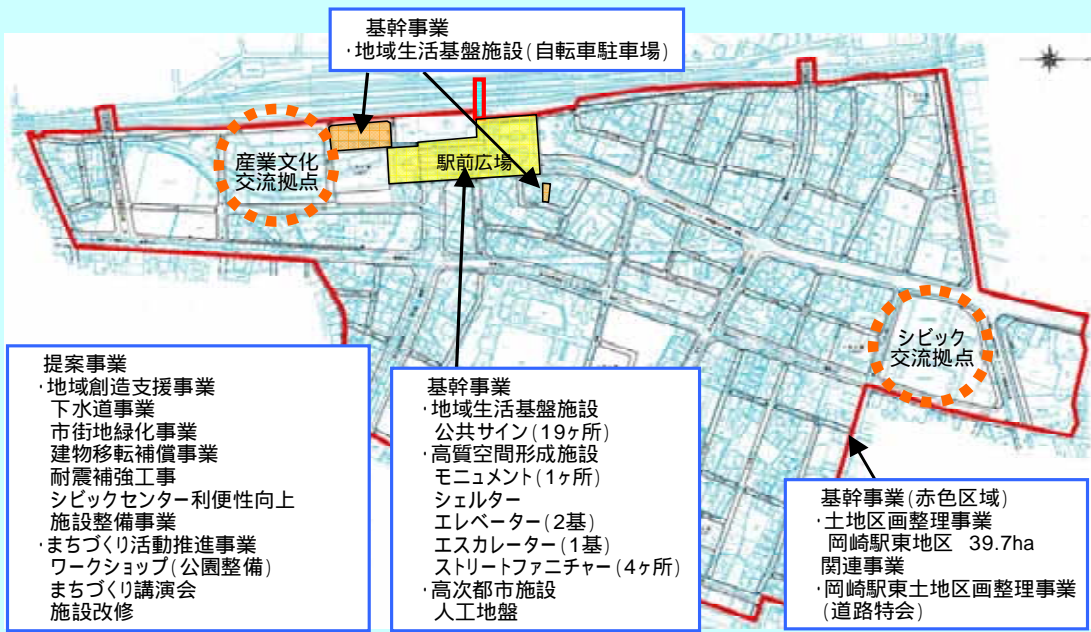 基幹事業
・地域生活基盤施設(自転車駐車場)
産業文化
交流拠点
駅前広場
シビック
交流拠点
提案事業
・地域創造支援事業
下水道事業
市街地緑化事業
建物移転補償事業
耐震補強工事
シビックセンター利便性向上
施設整備事業
・まちづくり活動推進事業
ワークショップ(公園整備)
まちづくり講演会
施設改修
基幹事業
・地域生活基盤施設
公共サイン(19ヶ所)
・高質空間形成施設
モニュメント(1ヶ所)
シェルター
エレベーター(2基)
エスカレーター(1基)
ストリートファニチャー(4ヶ所)
・高次都市施設
人工地盤
基幹事業(赤色区域)
・土地区画整理事業
岡崎駅東地区 39.7ha
関連事業
・岡崎駅東土地区画整理事業
(道路特会)